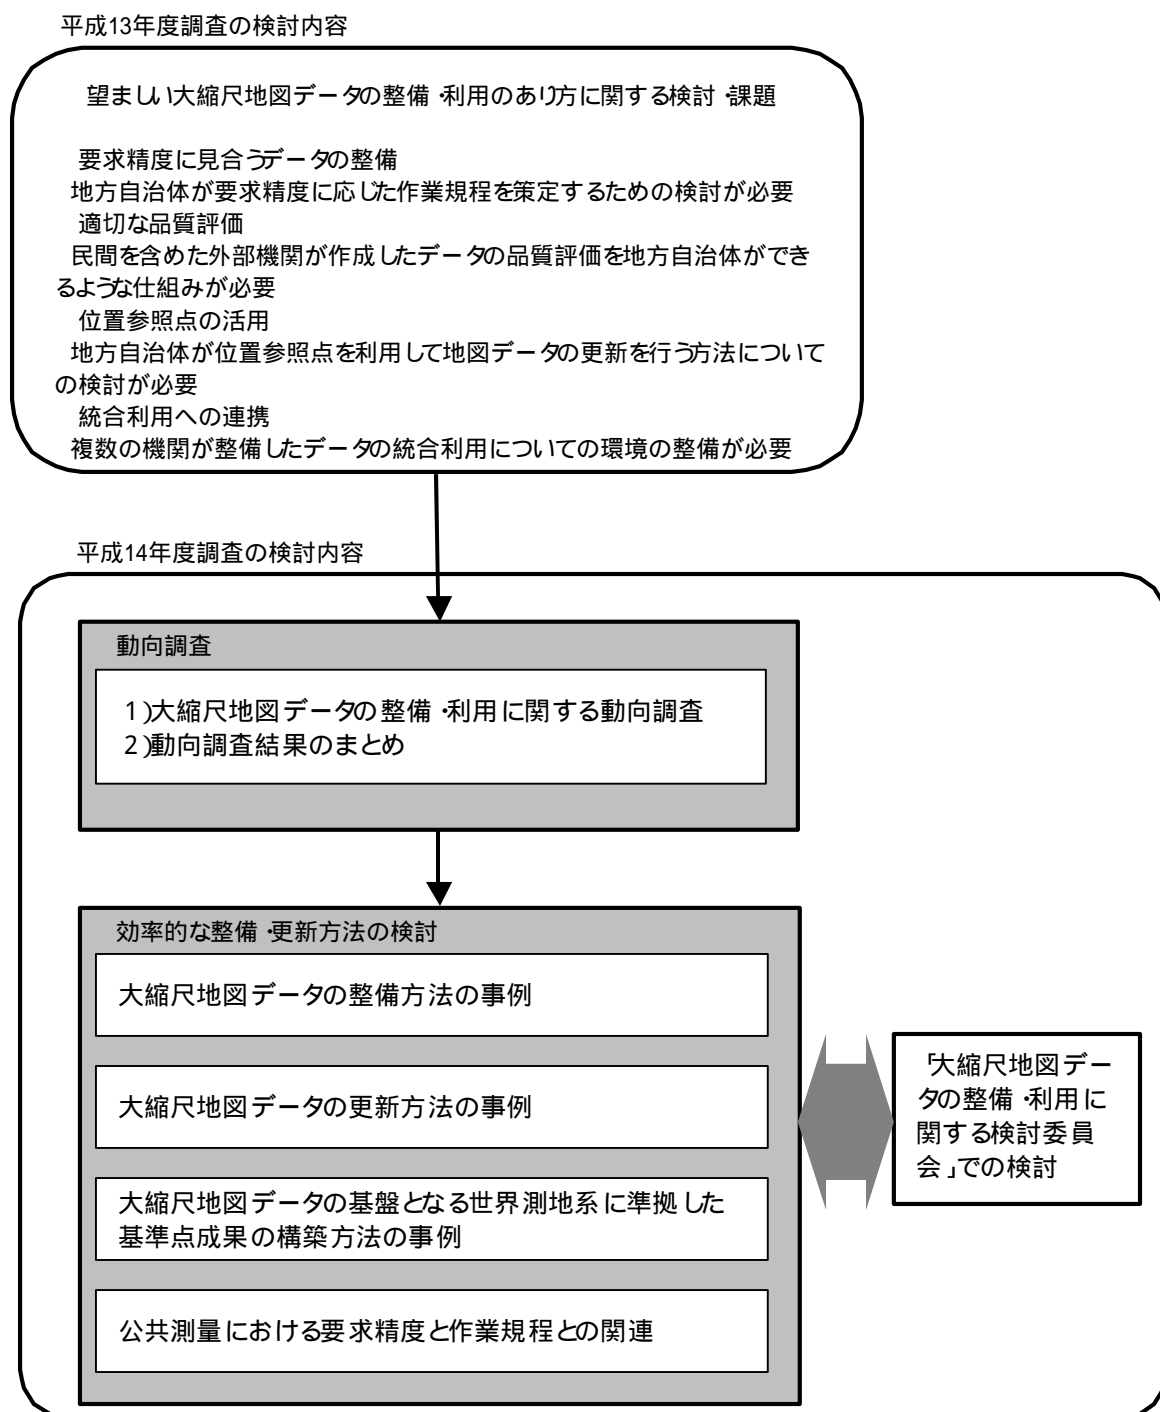 平成13年度調査の検討内容
望ましい大縮尺地図データの整備・利用のあり方に関する検討・課題
要求精度に見合うデータの整備
地方自治体が要求精度に応じた作業規程を策定するための検討が必要
適切な品質評価
民間を含めた外部機関が作成したデータの品質評価を地方自治体ができ
るような仕組みが必要
位置参照点の活用
地方自治体が位置参照点を利用して地図データの更新を行う方法について
の検討が必要
統合利用への連携
複数の機関が整備したデータの統合利用についての環境の整備が必要
平成14年度調査の検討内容
動向調査
1)大縮尺地図データの整備・利用に関する動向調査
2)動向調査結果のまとめ
効率的な整備・更新方法の検討
大縮尺地図データの整備方法の事例
大縮尺地図データの更新方法の事例
大縮尺地図データの基盤となる世界測地系に準拠した
基準点成果の構築方法の事例
公共測量における要求精度と作業規程との関連
「大縮尺地図デー
タの整備・利用に
関する検討委員
会」での検討